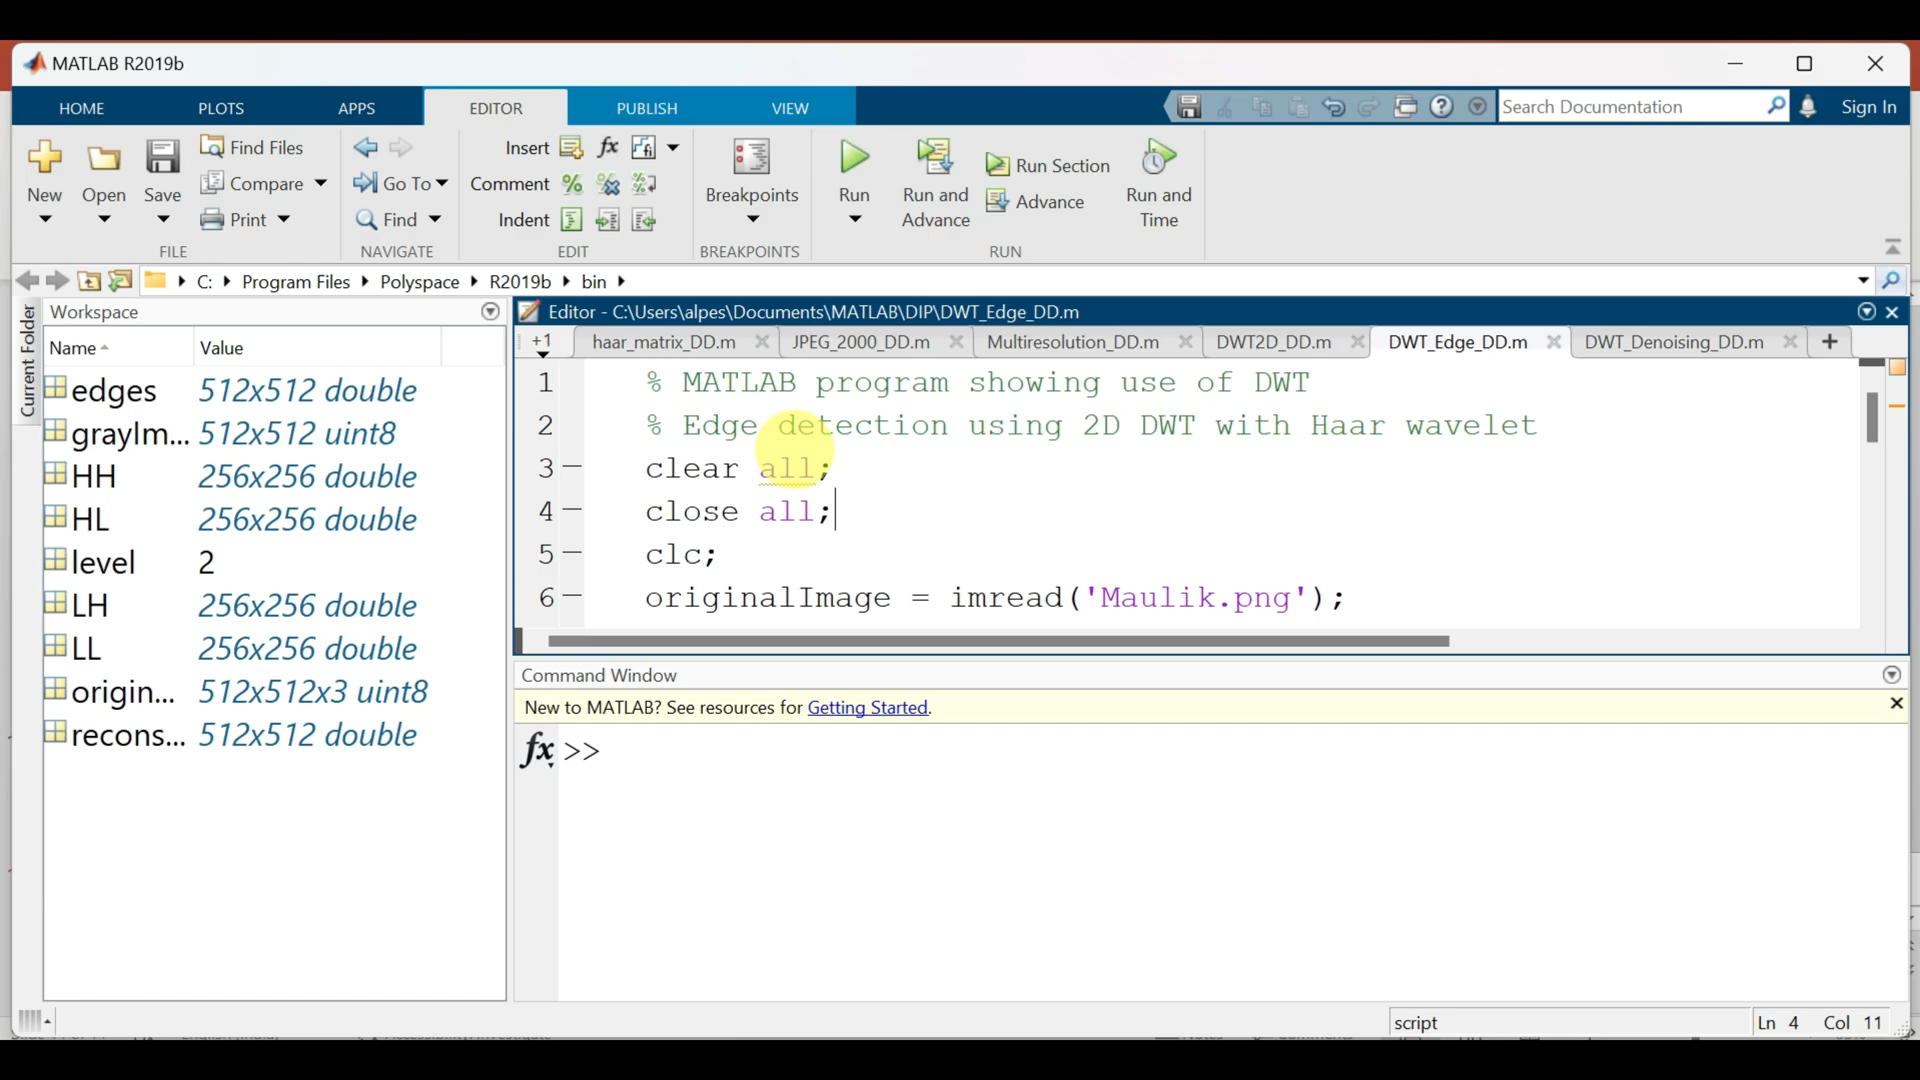 MATLAB R2019b
HOME PLOTS APPS EDITOR PUBLISH VIEW
Search Documentation
Sign In
New
Open
Save
Find Files
Compare
Print
FILE
Go To
Find
NAVIGATE
Insert
Comment
Indent
EDIT
Breakpoints
BREAKPOINTS
Run
Run and
Advance
Run Section
Advance
Run and
Time
RUN
C: Program Files Polyspace R2019b bin
Current Folder
Workspace
Name Value
edges 512x512 double
grayIm... 512x512 uint8
HH 256x256 double
HL 256x256 double
level 2
LH 256x256 double
LL 256x256 double
origin... 512x512x3 uint8
recons... 512x512 double
Editor - C:\Users\alpes\Documents\MATLAB\DIP\DWT_Edge_DD.m
+1 haar_matrix_DD.m JPEG_2000_DD.m Multiresolution_DD.m DWT2D_DD.m DWT_Edge_DD.m DWT_Denoising_DD.m +
1 % MATLAB program showing use of DWT
2 % Edge detection using 2D DWT with Haar wavelet
3 — clear all;
4 — close all;
5 — clc;
6 — originalImage = imread('Maulik.png');
Command Window
New to MATLAB? See resources for Getting Started.
fx >>
script Ln 4 Col 11